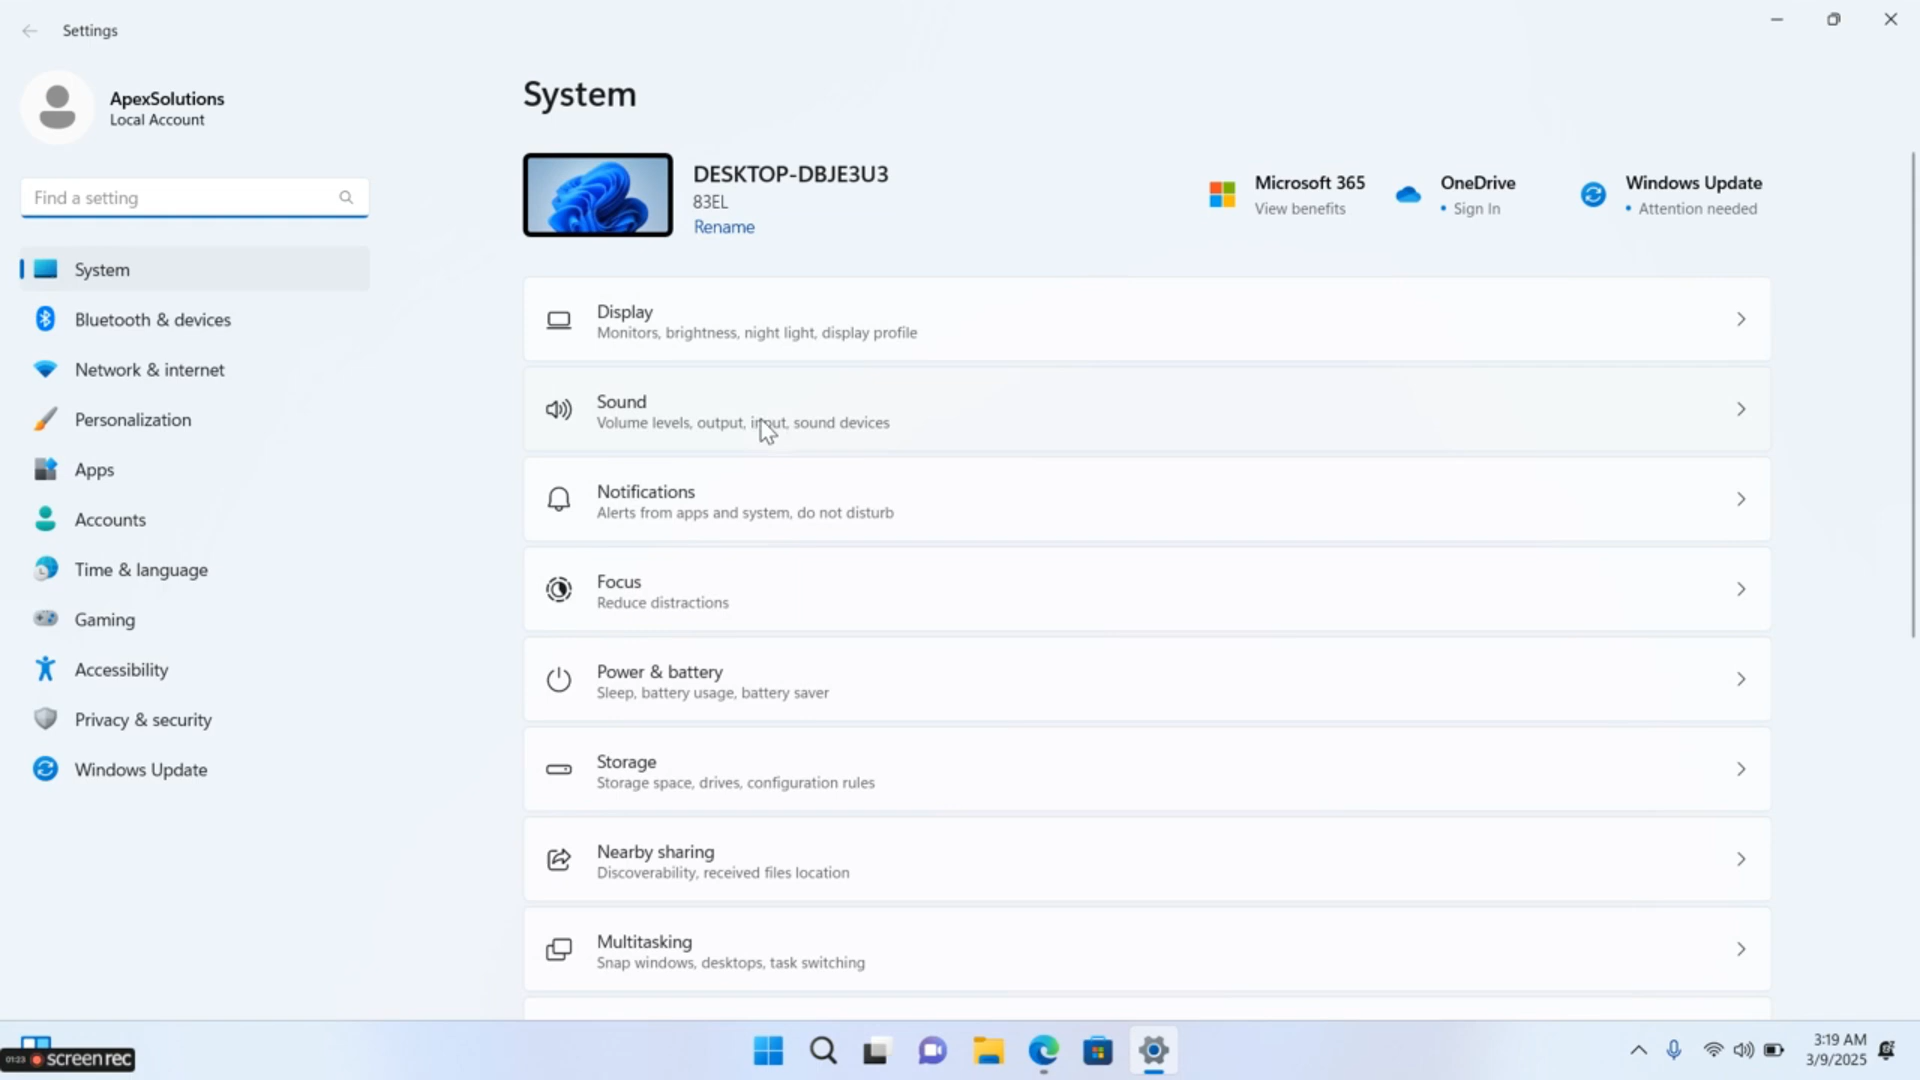 Settings
ApexSolutions
Local Account
Find a setting
System
Bluetooth & devices
Network & internet
Personalization
Apps
Accounts
Time & language
Gaming
Accessibility
Privacy & security
Windows Update
System
DESKTOP-DBJE3U3
83EL
Rename
Microsoft 365
View benefits
OneDrive
• Sign In
Windows Update
• Attention needed
Display
Monitors, brightness, night light, display profile
Sound
Volume levels, output, input, sound devices
Notifications
Alerts from apps and system, do not disturb
Focus
Reduce distractions
Power & battery
Sleep, battery usage, battery saver
Storage
Storage space, drives, configuration rules
Nearby sharing
Discoverability, received files location
Multitasking
Snap windows, desktops, task switching
01:23 screenrec
3:19 AM
3/9/2025